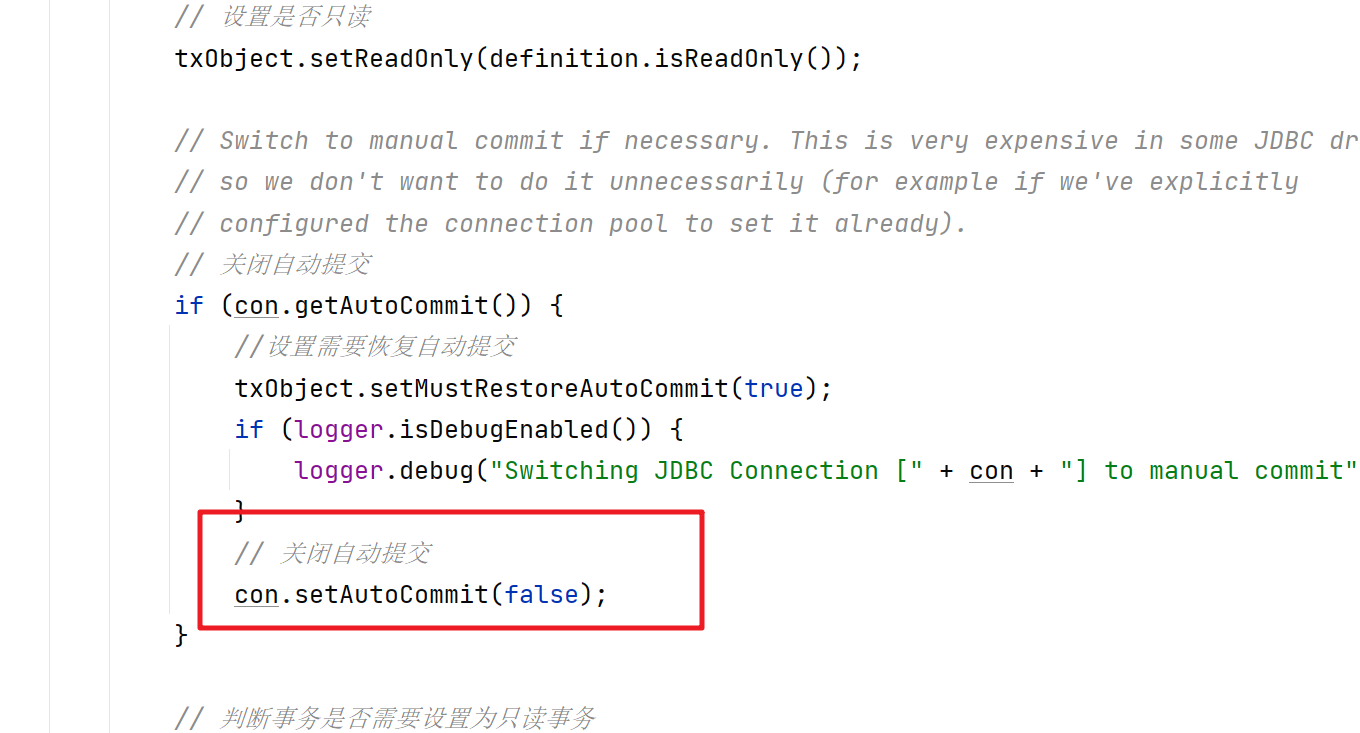 // 设置是否只读
txObject.setReadOnly(definition.isReadOnly());
// Switch to manual commit if necessary. This is very expensive in some JDBC dr
// so we don't want to do it unnecessarily (for example if we've explicitly
// configured the connection pool to set it already).
// 关闭自动提交
if (con.getAutoCommit()) {
//设置需要恢复自动提交
txObject.setMustRestoreAutoCommit(true);
if (logger.isDebugEnabled()) {
logger.debug("Switching JDBC Connection [" + con + "] to manual commit"
}
// 关闭自动提交
con.setAutoCommit(false);
}
// 判断事务是否需要设置为只读事务